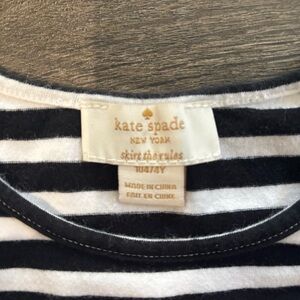 kate spade
NEW YORK
skirt the rules
104/4Y
MADE IN CHINA
FAIT EN CHINE